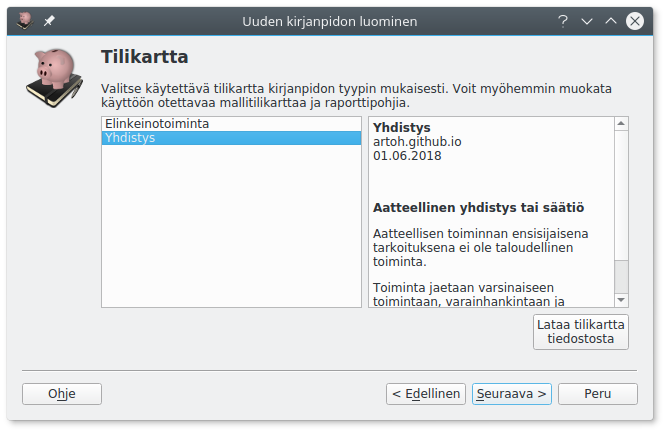 Uuden kirjanpidon luominen
Tilikartta
Valitse käytettävä tilikartta kirjanpidon tyypin mukaisesti. Voit myöhemmin muokata
käyttöön otettavaa mallitilikarttaa ja raporttipohjia.
Elinkeinotoiminta
Yhdistys
Yhdistys
artoh.github.io
01.06.2018
Aatteellinen yhdistys tai säätiö
Aatteellisen toiminnan ensisijaisena
tarkoituksena ei ole taloudellinen
toiminta.
Toiminta jaetaan varsinaiseen
toimintaan, varainhankintaan ja
Lataa tilikartta
tiedostosta
Ohje
< Edellinen
Seuraava >
Peru